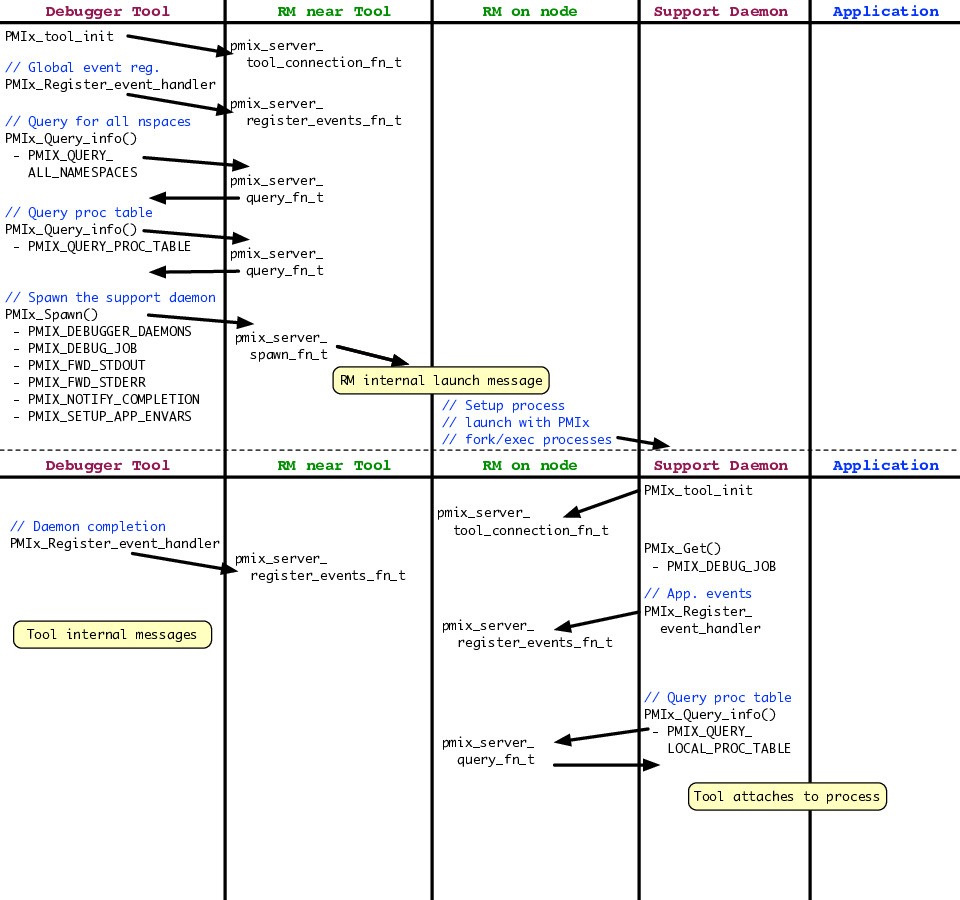 Debugger Tool
RM near Tool
RM on node
Support Daemon
Application
PMIx_tool_init
pmix_server_
tool_connection_fn_t
// Global event reg.
PMIx_Register_event_handler
pmix_server_
register_events_fn_t
// Query for all nspaces
PMIx_Query_info()
- PMIX_QUERY_
ALL_NAMESPACES
pmix_server_
query_fn_t
// Query proc table
PMIx_Query_info()
- PMIX_QUERY_PROC_TABLE
pmix_server_
query_fn_t
// Spawn the support daemon
PMIx_Spawn()
- PMIX_DEBUGGER_DAEMONS
- PMIX_DEBUG_JOB
- PMIX_FWD_STDOUT
- PMIX_FWD_STDERR
- PMIX_NOTIFY_COMPLETION
- PMIX_SETUP_APP_ENVARS
pmix_server_
spawn_fn_t
RM internal launch message
// Setup process
// launch with PMIx
// fork/exec processes
Debugger Tool
RM near Tool
RM on node
Support Daemon
Application
PMIx_tool_init
pmix_server_
tool_connection_fn_t
// Daemon completion
PMIx_Register_event_handler
pmix_server_
register_events_fn_t
PMIx_Get()
- PMIX_DEBUG_JOB
// App. events
PMIx_Register_
event_handler
pmix_server_
register_events_fn_t
Tool internal messages
// Query proc table
PMIx_Query_info()
- PMIX_QUERY_
LOCAL_PROC_TABLE
pmix_server_
query_fn_t
Tool attaches to process